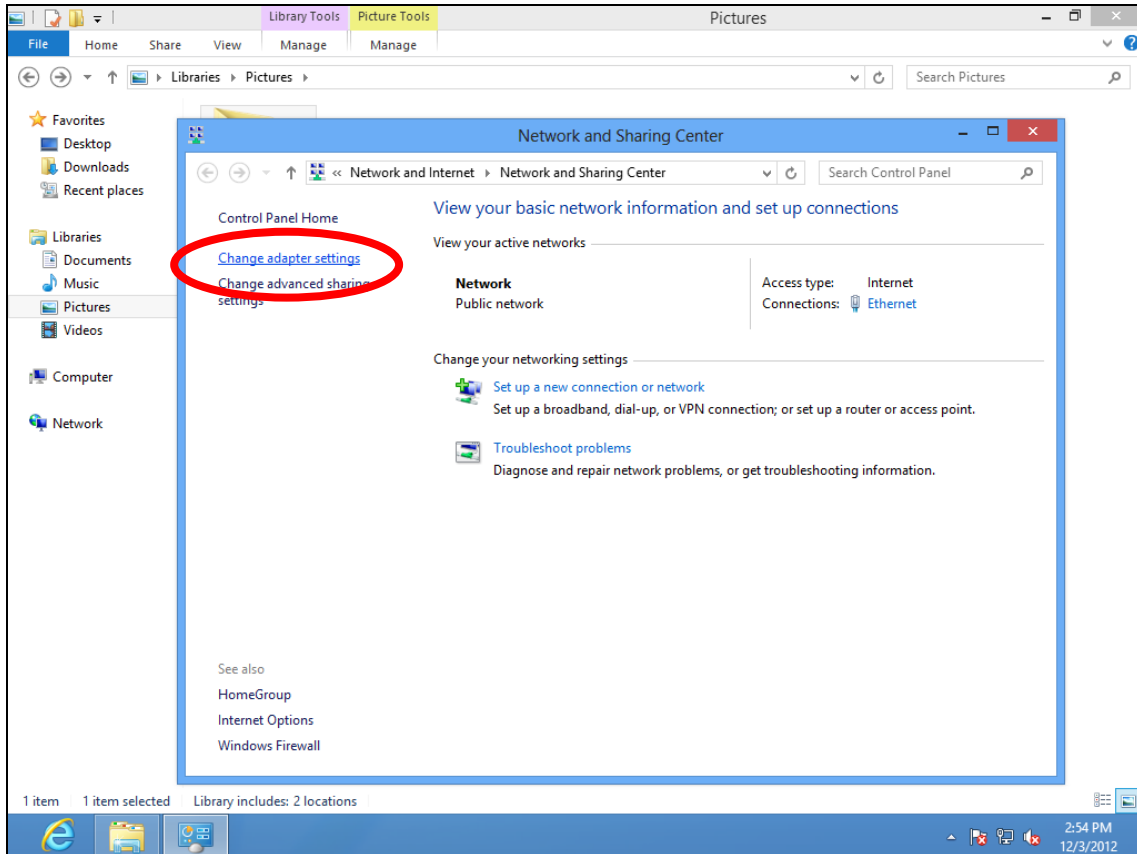 Library Tools Picture Tools Pictures
File Home Share View Manage Manage
Libraries Pictures
Search Pictures
Favorites
Desktop
Downloads
Recent places
Libraries
Documents
Music
Pictures
Videos
Computer
Network
Network and Sharing Center
« Network and Internet Network and Sharing Center
Search Control Panel
Control Panel Home
Change adapter settings
Change advanced sharing
settings
View your basic network information and set up connections
View your active networks
Network
Public network
Access type: Internet
Connections: Ethernet
Change your networking settings
Set up a new connection or network
Set up a broadband, dial-up, or VPN connection; or set up a router or access point.
Troubleshoot problems
Diagnose and repair network problems, or get troubleshooting information.
See also
HomeGroup
Internet Options
Windows Firewall
1 item 1 item selected Library includes: 2 locations
2:54 PM
12/3/2012